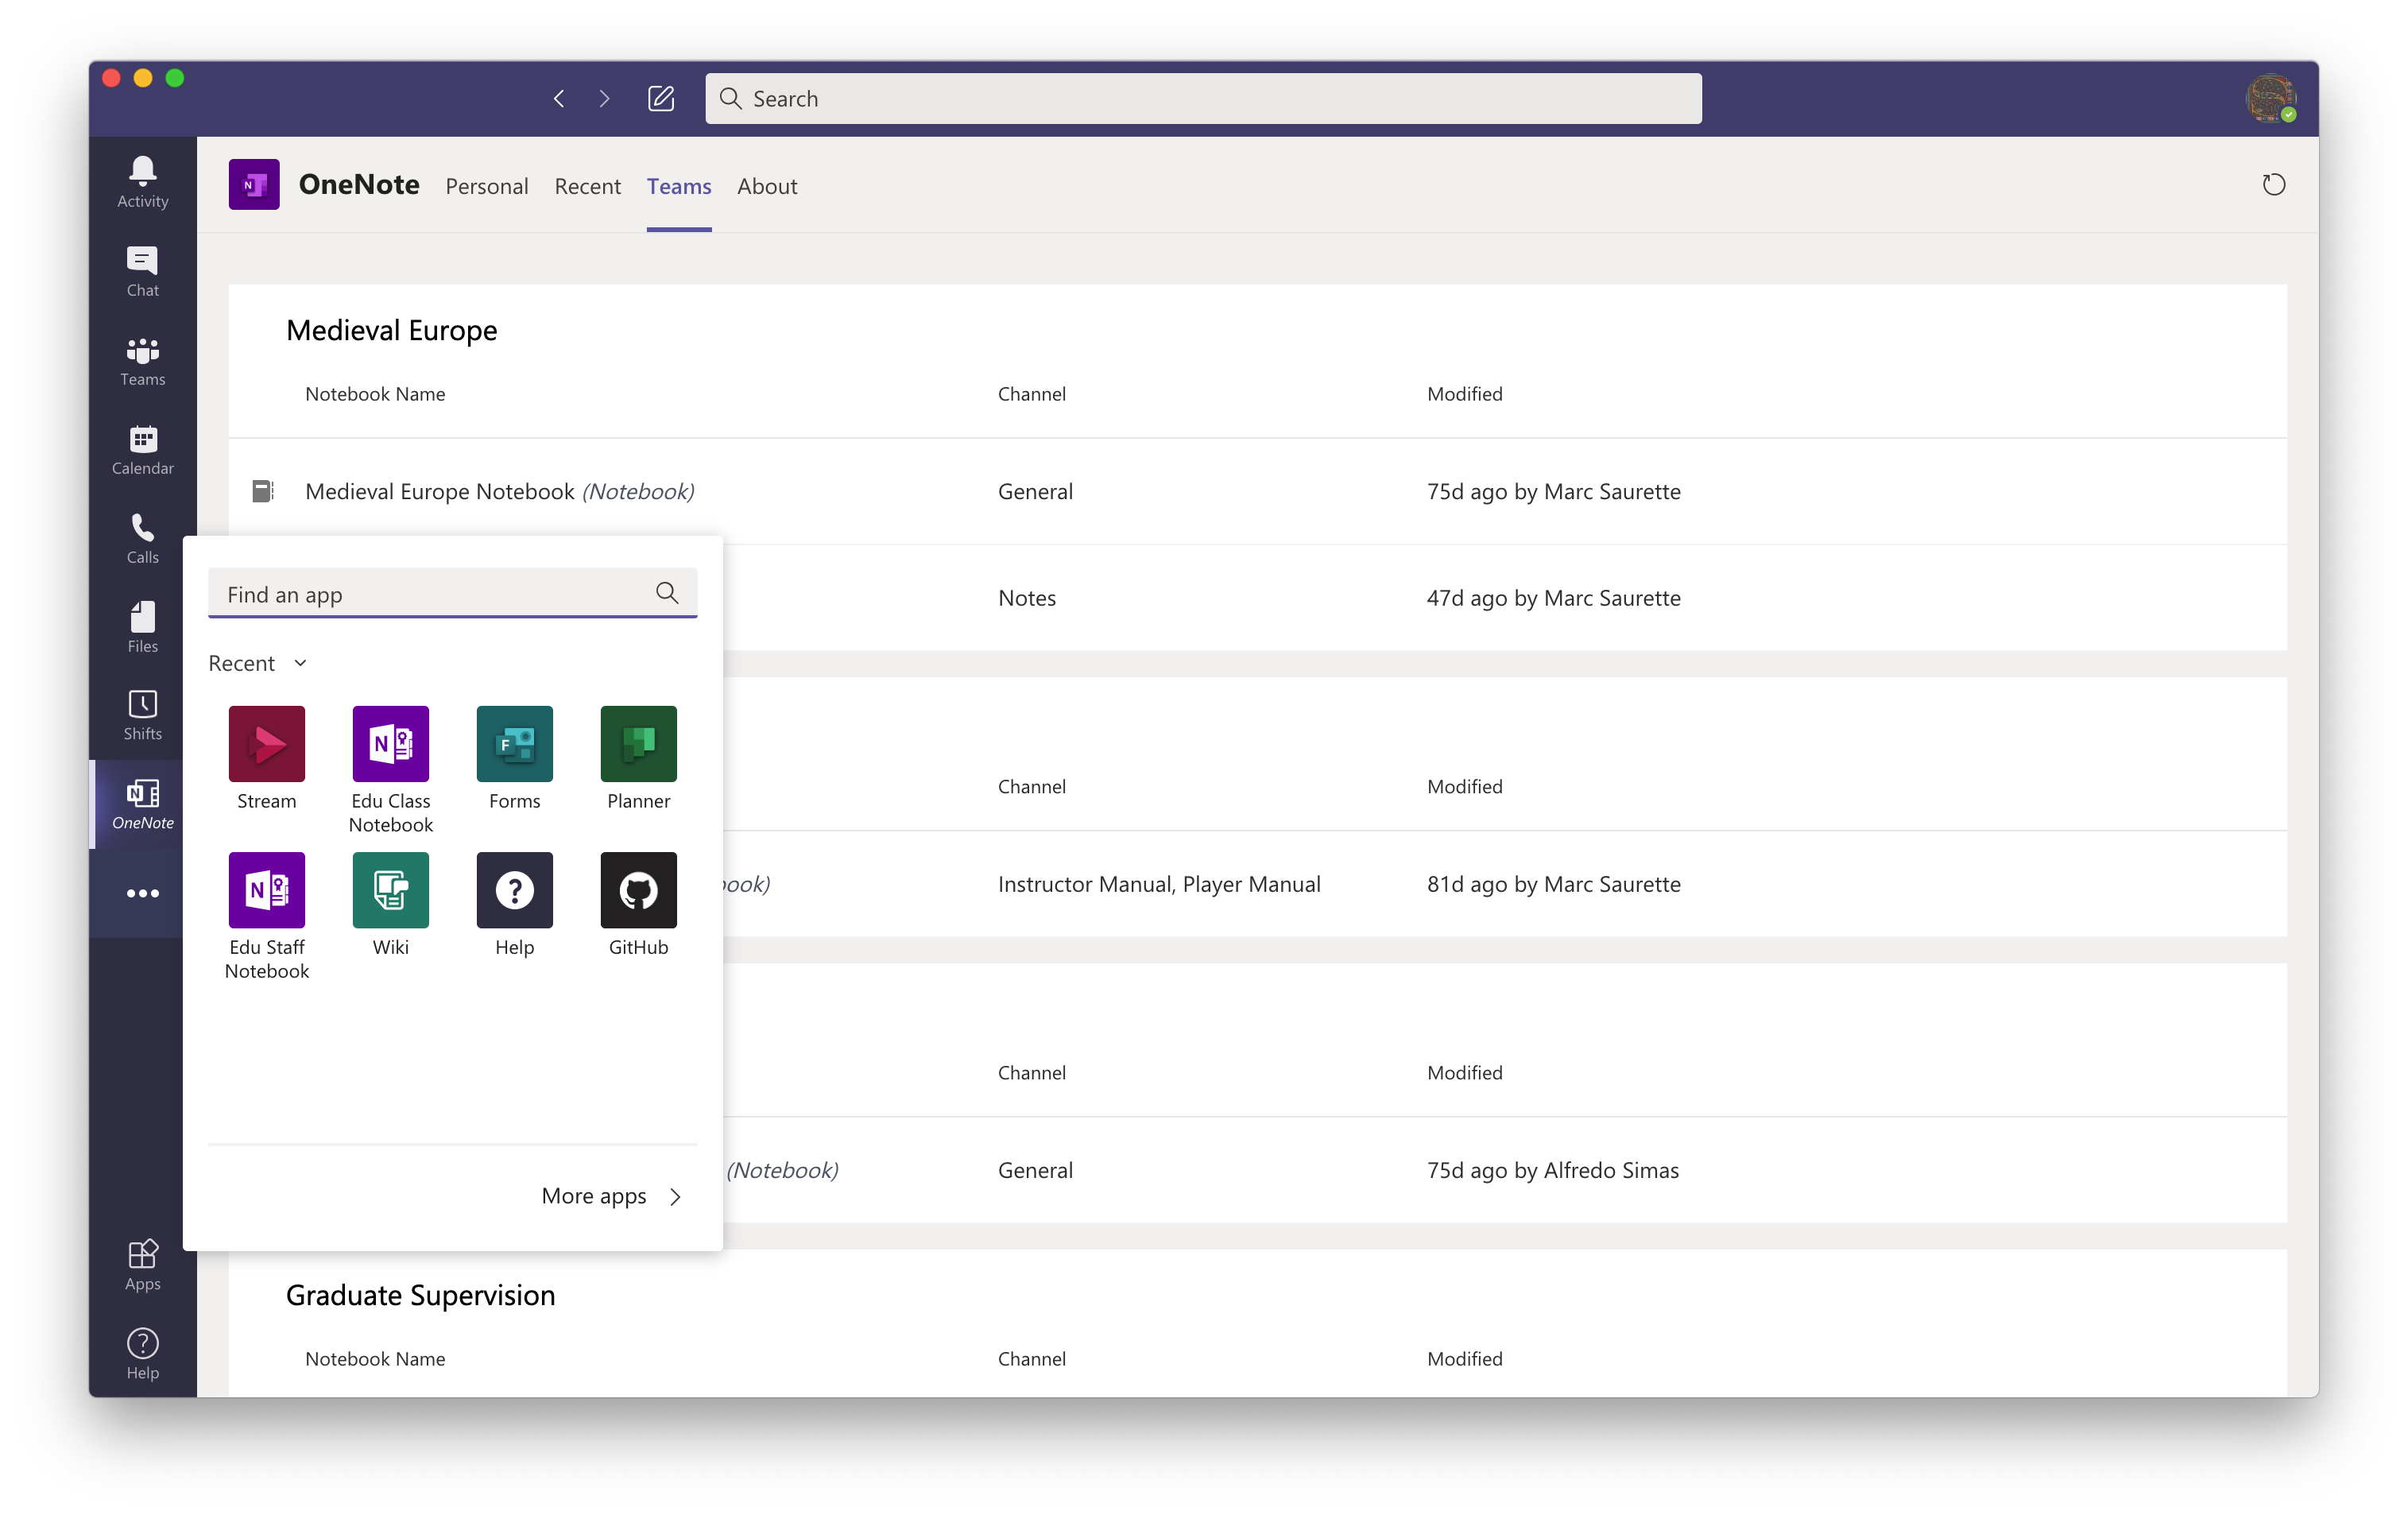 Search
Activity
Chat
Teams
Calendar
Calls
Files
Shifts
OneNote
Apps
Help
OneNote Personal Recent Teams About
Medieval Europe
Notebook Name Channel Modified
Medieval Europe Notebook (Notebook) General 75d ago by Marc Saurette
Notes 47d ago by Marc Saurette
Channel Modified
book) Instructor Manual, Player Manual 81d ago by Marc Saurette
Channel Modified
(Notebook) General 75d ago by Alfredo Simas
Graduate Supervision
Notebook Name Channel Modified
Find an app
Recent
Stream
Edu Class
Notebook
Forms
Planner
Edu Staff
Notebook
Wiki
Help
GitHub
More apps